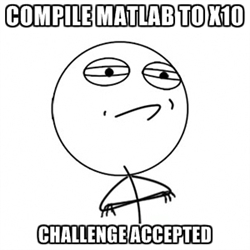 COMPILE MATLAB TO X10
CHALLENGE ACCEPTED